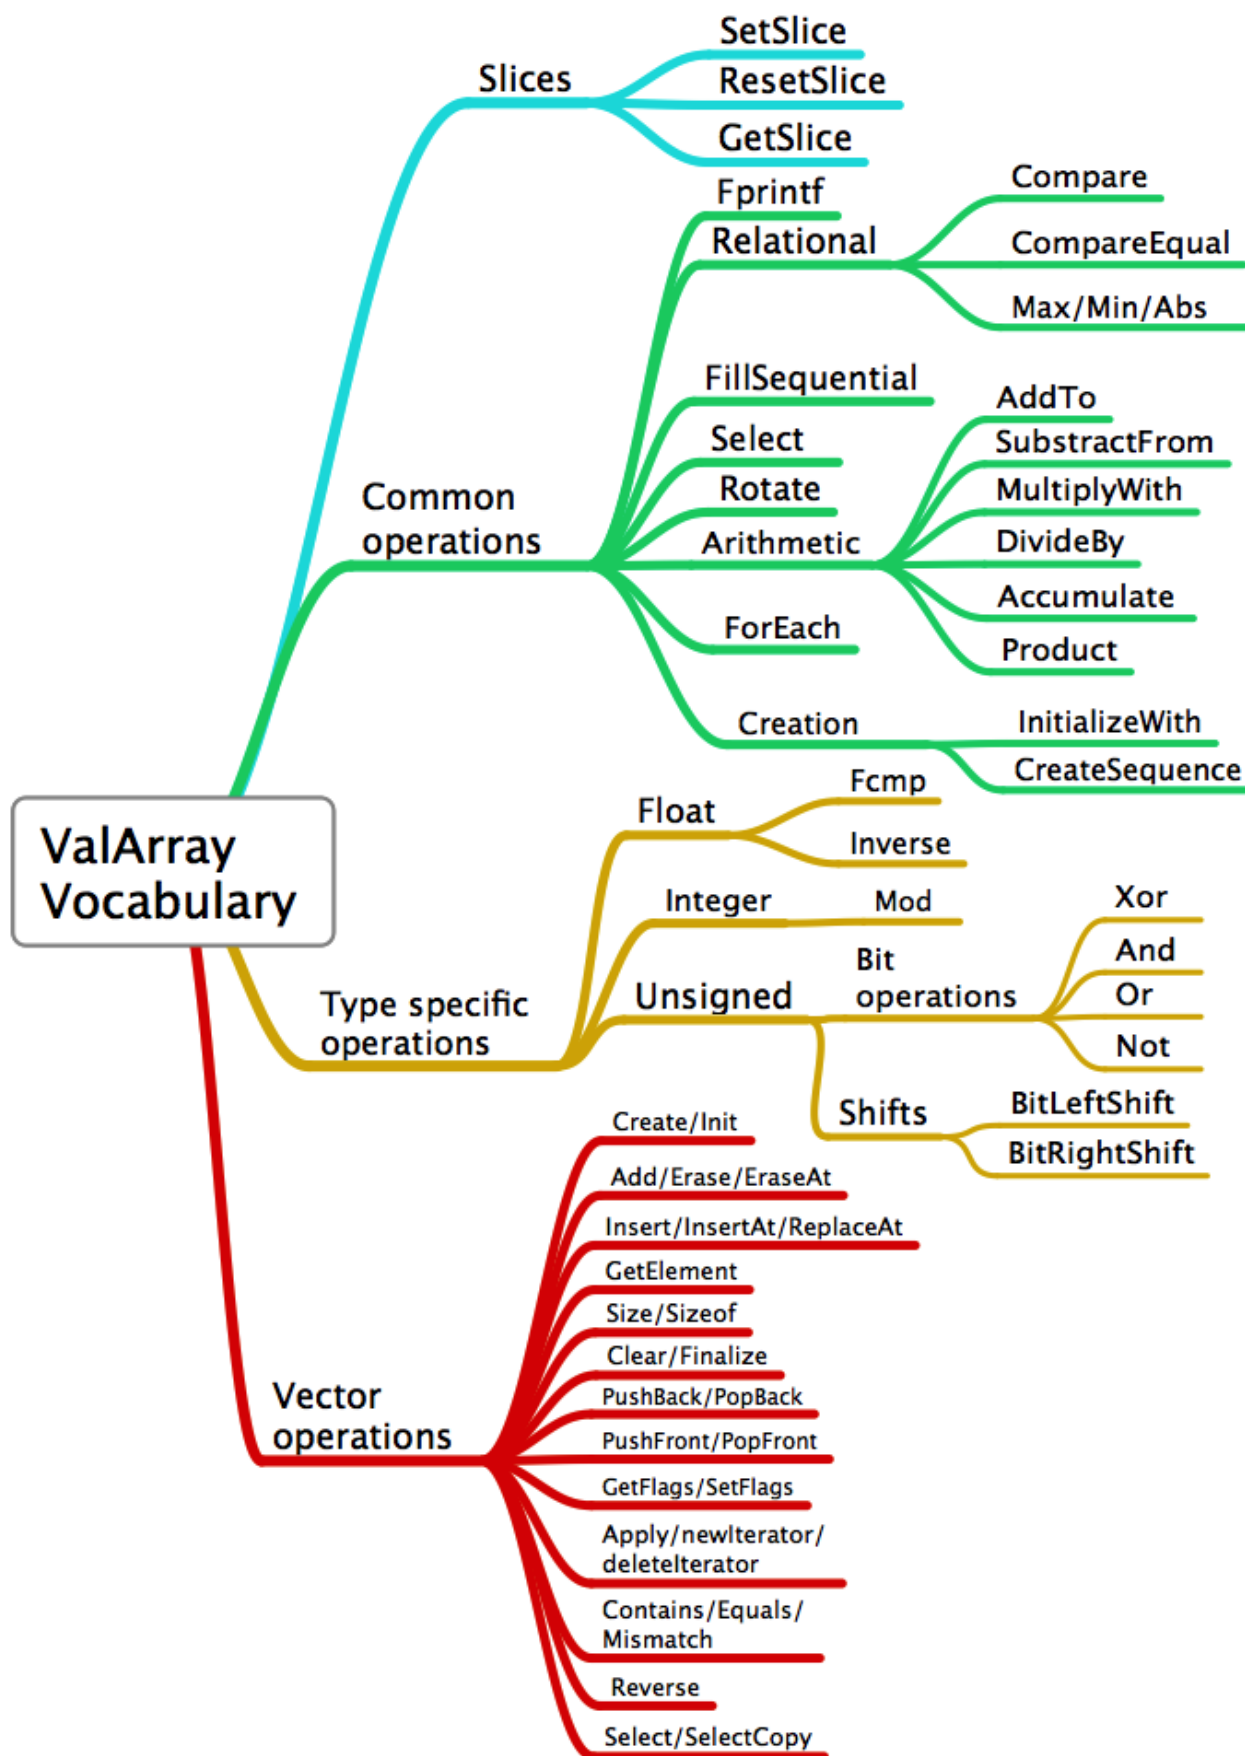 SetSlice
Slices
ResetSlice
GetSlice
Fprintf
Compare
Relational
CompareEqual
Max/Min/Abs
FillSequential
AddTo
Select
SubstractFrom
Rotate
MultiplyWith
Common
operations
Arithmetic
DivideBy
Accumulate
ForEach
Product
Creation
InitializeWith
CreateSequence
ValArray
Vocabulary
Float
Fcmp
Inverse
Integer
Mod
Type specific
operations
Unsigned
Bit
operations
Xor
And
Or
Not
Shifts
BitLeftShift
BitRightShift
Vector
operations
Create/Init
Add/Erase/EraseAt
Insert/InsertAt/ReplaceAt
GetElement
Size/Sizeof
Clear/Finalize
PushBack/PopBack
PushFront/PopFront
GetFlags/SetFlags
Apply/newIterator/
deleteIterator
Contains/Equals/
Mismatch
Reverse
Select/SelectCopy